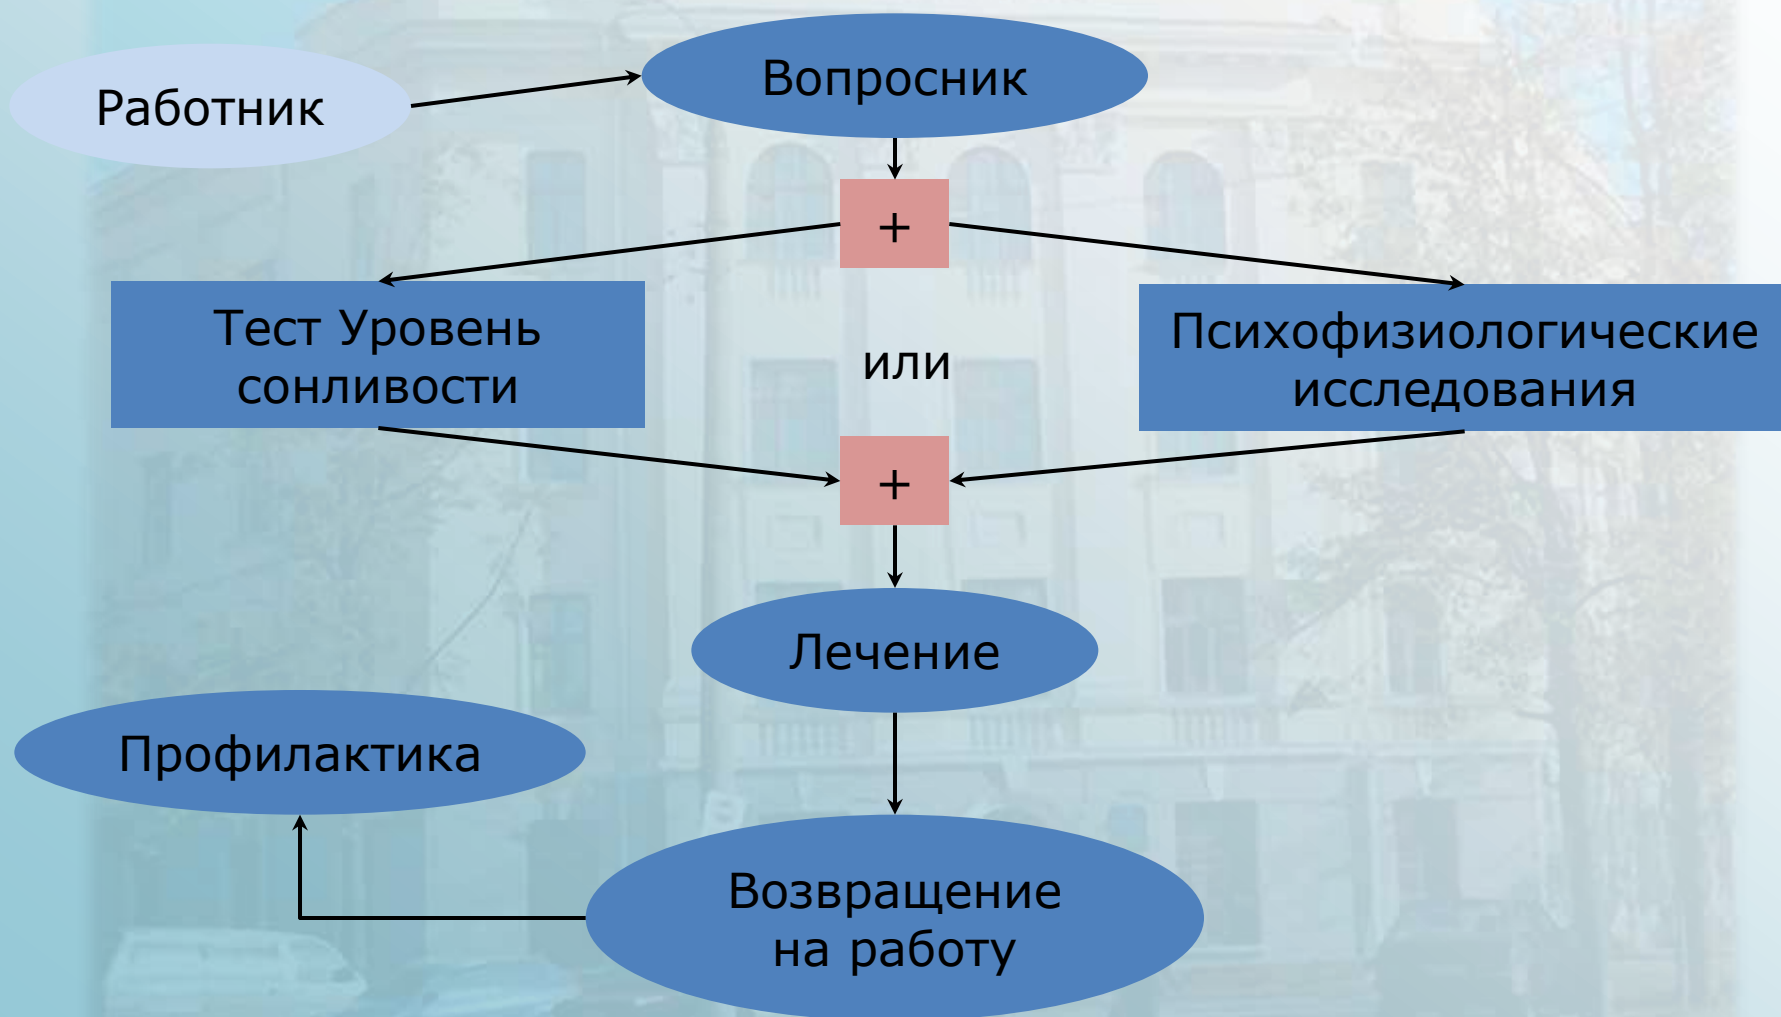 Работник
Вопросник
+
Тест Уровень
сонливости
или
Психофизиологические
исследования
+
Лечение
Профилактика
Возвращение
на работу